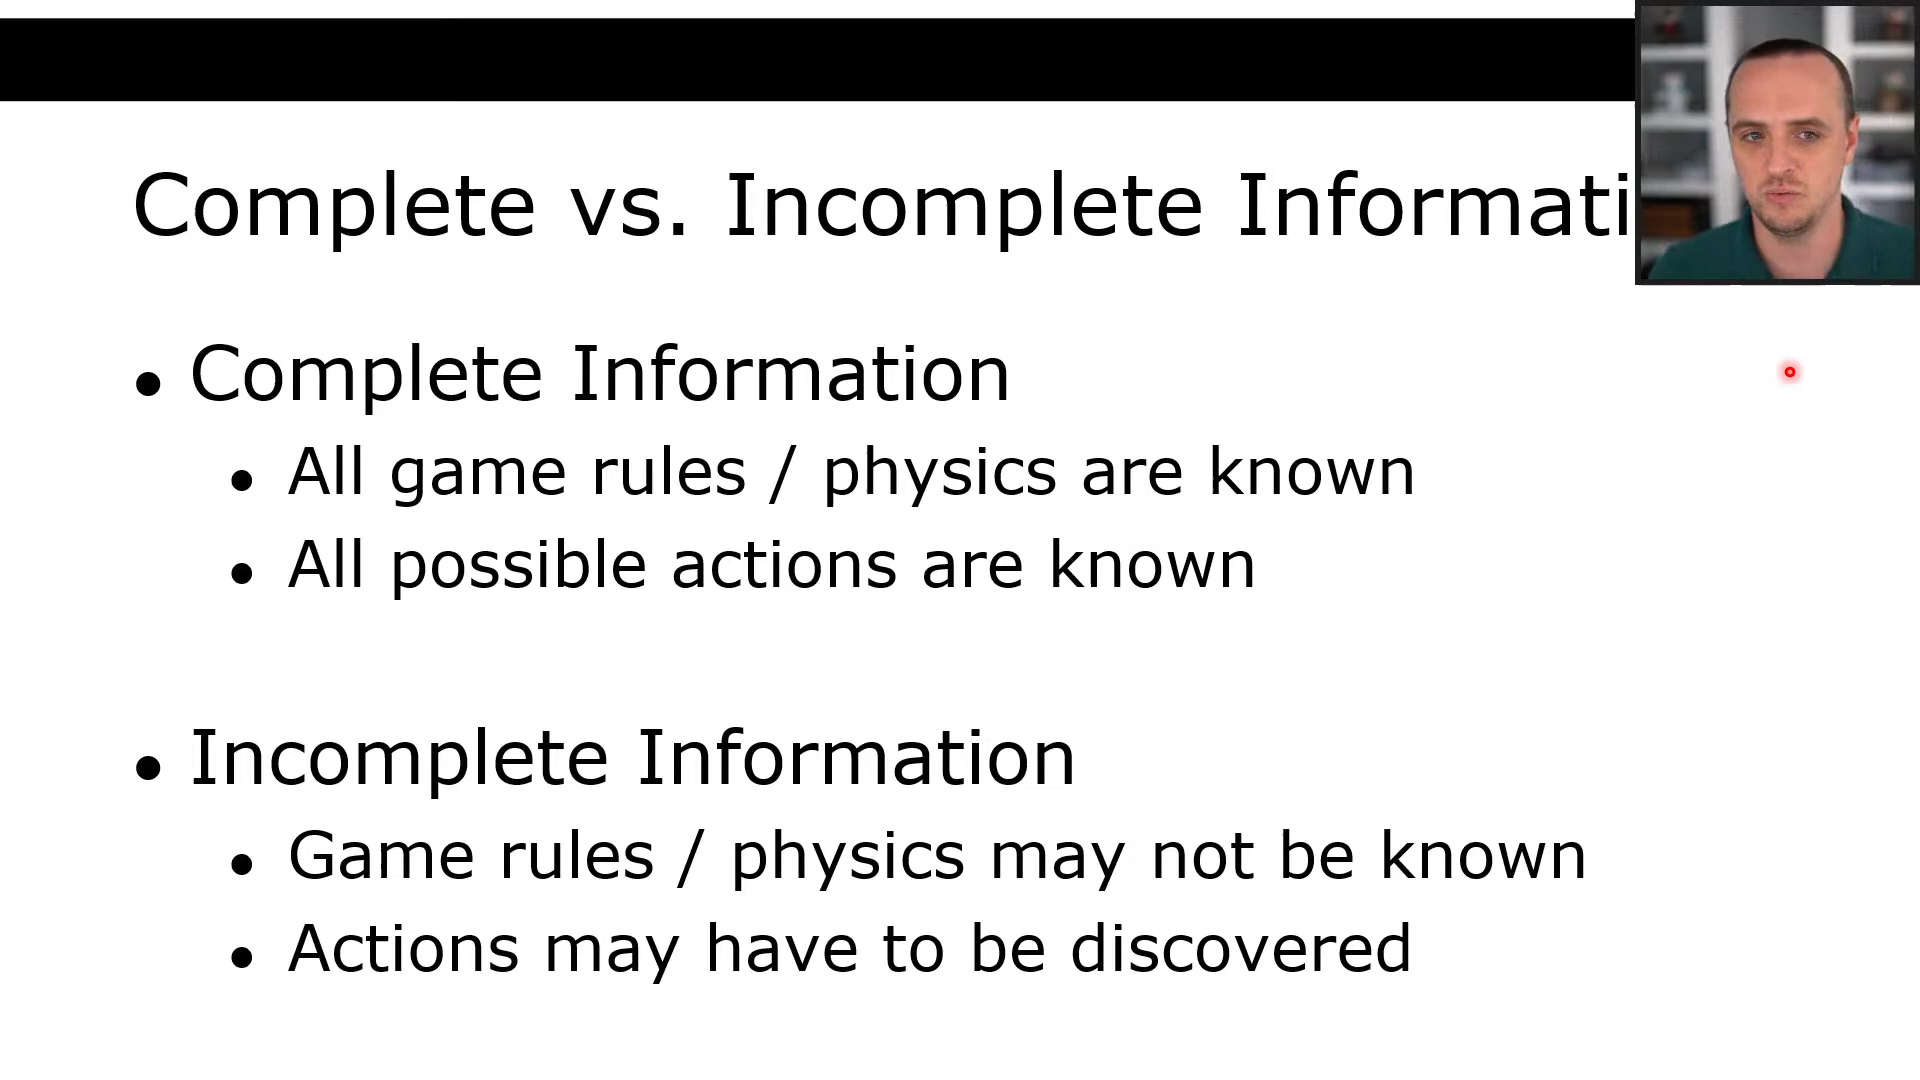 Complete vs. Incomplete Informati
• Complete Information
• All game rules / physics are known
• All possible actions are known
• Incomplete Information
• Game rules / physics may not be known
• Actions may have to be discovered